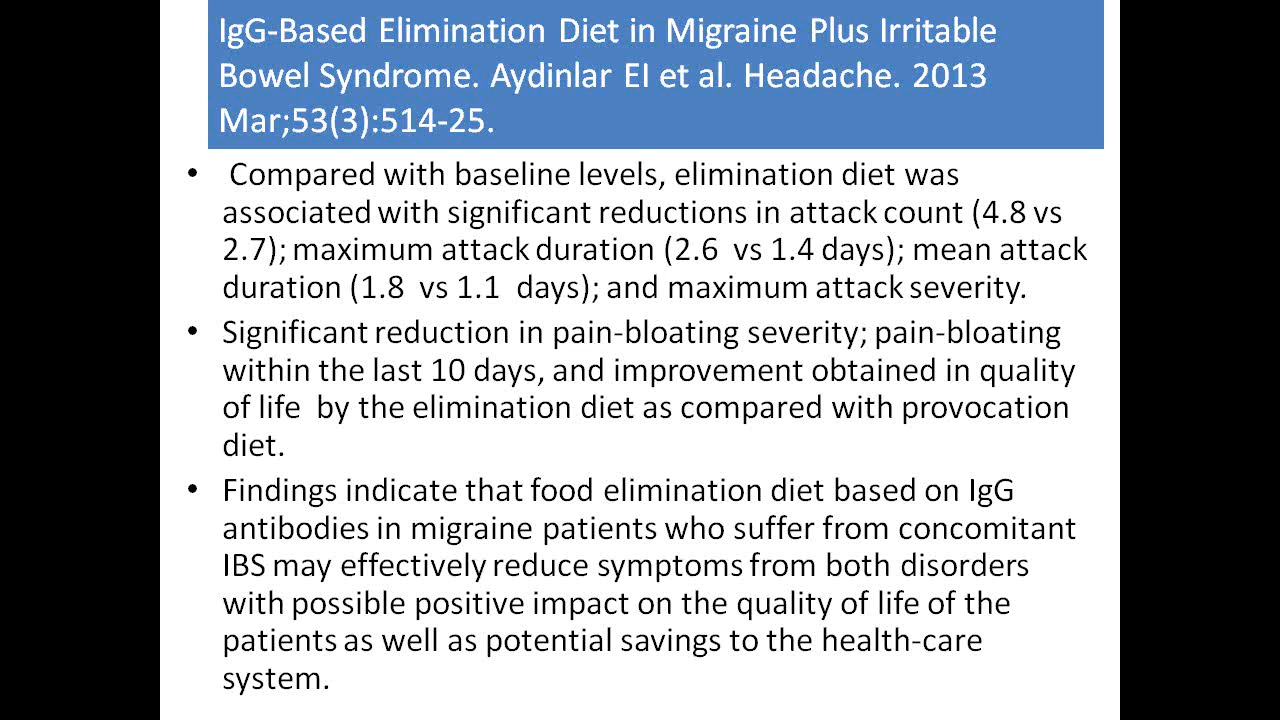 IgG-Based Elimination Diet in Migraine Plus Irritable
Bowel Syndrome. Aydinlar EI et al. Headache. 2013
Mar;53(3):514-25.
• Compared with baseline levels, elimination diet was
associated with significant reductions in attack count (4.8 vs
2.7); maximum attack duration (2.6 vs 1.4 days); mean attack
duration (1.8 vs 1.1 days); and maximum attack severity.
• Significant reduction in pain-bloating severity; pain-bloating
within the last 10 days, and improvement obtained in quality
of life by the elimination diet as compared with provocation
diet.
• Findings indicate that food elimination diet based on IgG
antibodies in migraine patients who suffer from concomitant
IBS may effectively reduce symptoms from both disorders
with possible positive impact on the quality of life of the
patients as well as potential savings to the health-care
system.